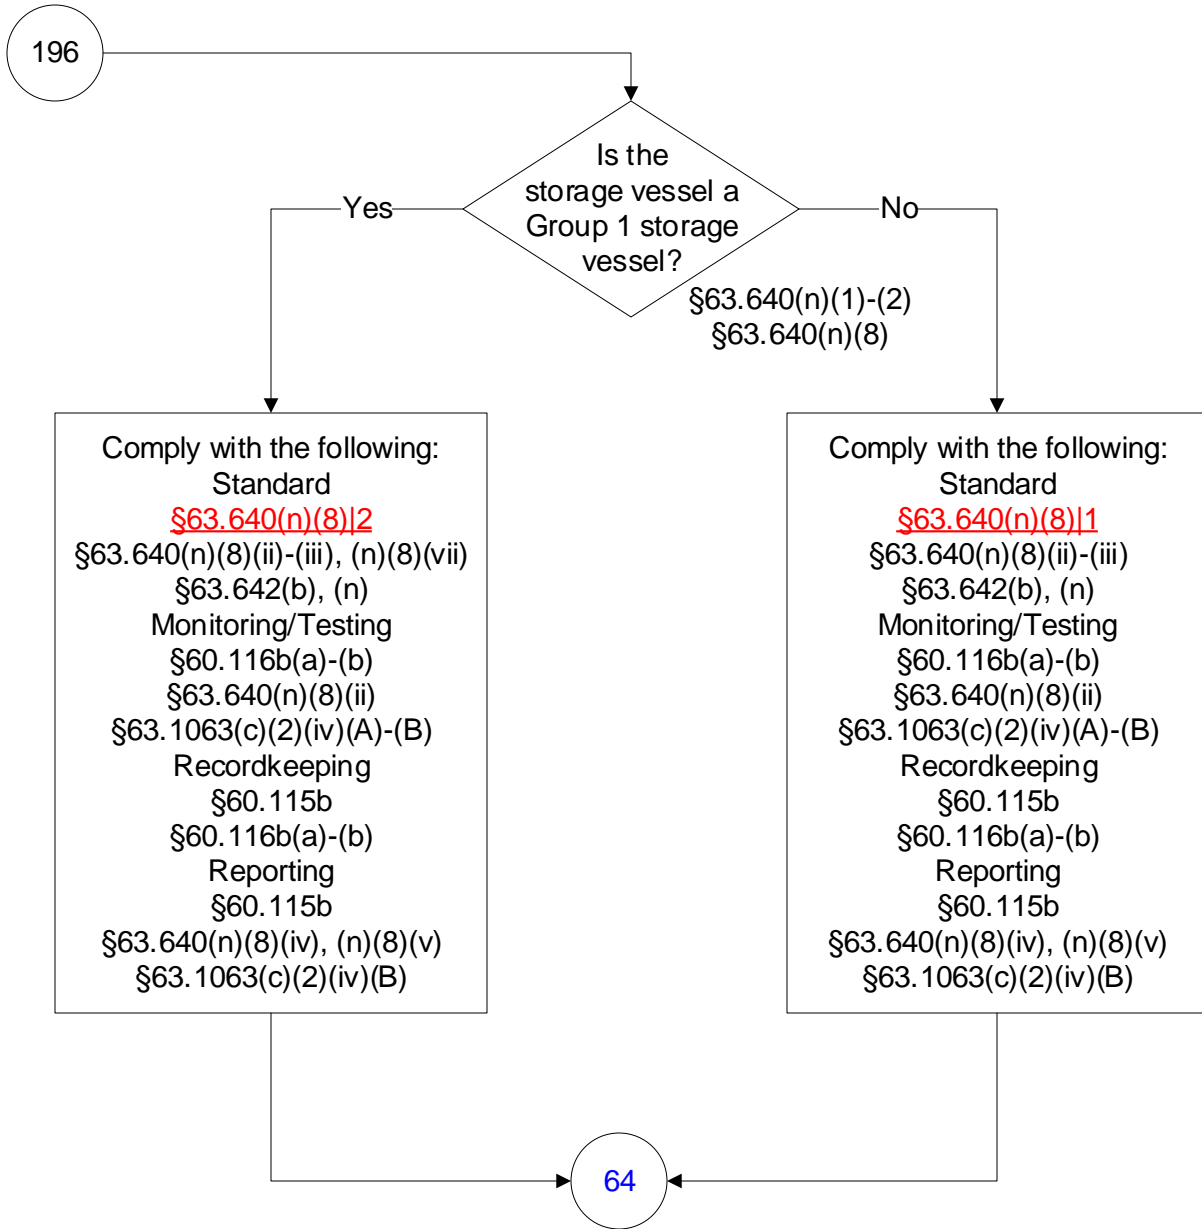 196
Is the
storage vessel a
Group 1 storage
vessel?
Yes
No
§63.640(n)(1)-(2)
§63.640(n)(8)
Comply with the following:
Standard
§63.640(n)(8)|2
§63.640(n)(8)(ii)-(iii), (n)(8)(vii)
§63.642(b), (n)
Monitoring/Testing
§60.116b(a)-(b)
§63.640(n)(8)(ii)
§63.1063(c)(2)(iv)(A)-(B)
Recordkeeping
§60.115b
§60.116b(a)-(b)
Reporting
§60.115b
§63.640(n)(8)(iv), (n)(8)(v)
§63.1063(c)(2)(iv)(B)
Comply with the following:
Standard
§63.640(n)(8)|1
§63.640(n)(8)(ii)-(iii)
§63.642(b), (n)
Monitoring/Testing
§60.116b(a)-(b)
§63.640(n)(8)(ii)
§63.1063(c)(2)(iv)(A)-(B)
Recordkeeping
§60.115b
§60.116b(a)-(b)
Reporting
§60.115b
§63.640(n)(8)(iv), (n)(8)(v)
§63.1063(c)(2)(iv)(B)
64